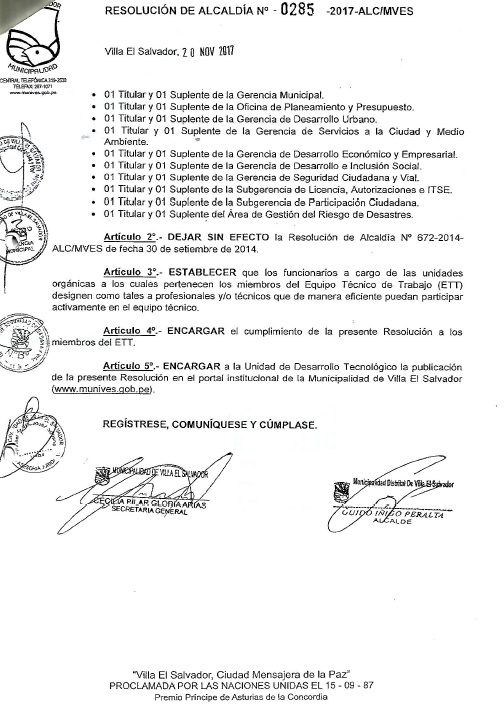 RESOLUCIÓN DE ALCALDÍA Nº - 0285 -2017-ALC/MVES
MUNICIPALIDAD
CENTRAL TELEFÓNICA 319-2530
TELEFAX: 287-1071
www.munives.gob.pe
Villa El Salvador, 20 NOV 2017
• 01 Titular y 01 Suplente de la Gerencia Municipal.
• 01 Titular y 01 Suplente de la Oficina de Planeamiento y Presupuesto.
• 01 Titular y 01 Suplente de la Gerencia de Desarrollo Urbano.
• 01 Titular y 01 Suplente de la Gerencia de Servicios a la Ciudad y Medio
Ambiente.
• 01 Titular y 01 Suplente de la Gerencia de Desarrollo Económico y Empresarial.
• 01 Titular y 01 Suplente de la Gerencia de Desarrollo e Inclusión Social.
• 01 Titular y 01 Suplente de la Gerencia de Seguridad Ciudadana y Vial.
• 01 Titular y 01 Suplente de la Subgerencia de Licencia, Autorizaciones e ITSE.
• 01 Titular y 01 Suplente de la Subgerencia de Participación Ciudadana.
• 01 Titular y 01 Suplente del Área de Gestión del Riesgo de Desastres.
Artículo 2º.- DEJAR SIN EFECTO la Resolución de Alcaldía Nº 672-2014-
ALC/MVES de fecha 30 de setiembre de 2014.
Artículo 3º.- ESTABLECER que los funcionarios a cargo de las unidades
orgánicas a los cuales pertenecen los miembros del Equipo Técnico de Trabajo (ETT)
designen como tales a profesionales y/o técnicos que de manera eficiente puedan participar
activamente en el equipo técnico.
Artículo 4º.- ENCARGAR el cumplimiento de la presente Resolución a los
miembros del ETT.
Artículo 5º.- ENCARGAR a la Unidad de Desarrollo Tecnológico la publicación
de la presente Resolución en el portal institucional de la Municipalidad de Villa El Salvador
(www.munives.gob.pe).
REGÍSTRESE, COMUNÍQUESE Y CÚMPLASE.
MUNICIPALIDAD DE VILLA EL SALVADOR
CECILIA PILAR GLORIA ARIAS
SECRETARIA GENERAL
Municipalidad Distrital De Villa El Salvador
GUIDO IÑIGO PERALTA
ALCALDE
"Villa El Salvador, Ciudad Mensajera de la Paz"
PROCLAMADA POR LAS NACIONES UNIDAS EL 15 - 09 - 87
Premio Príncipe de Asturias de la Concordia